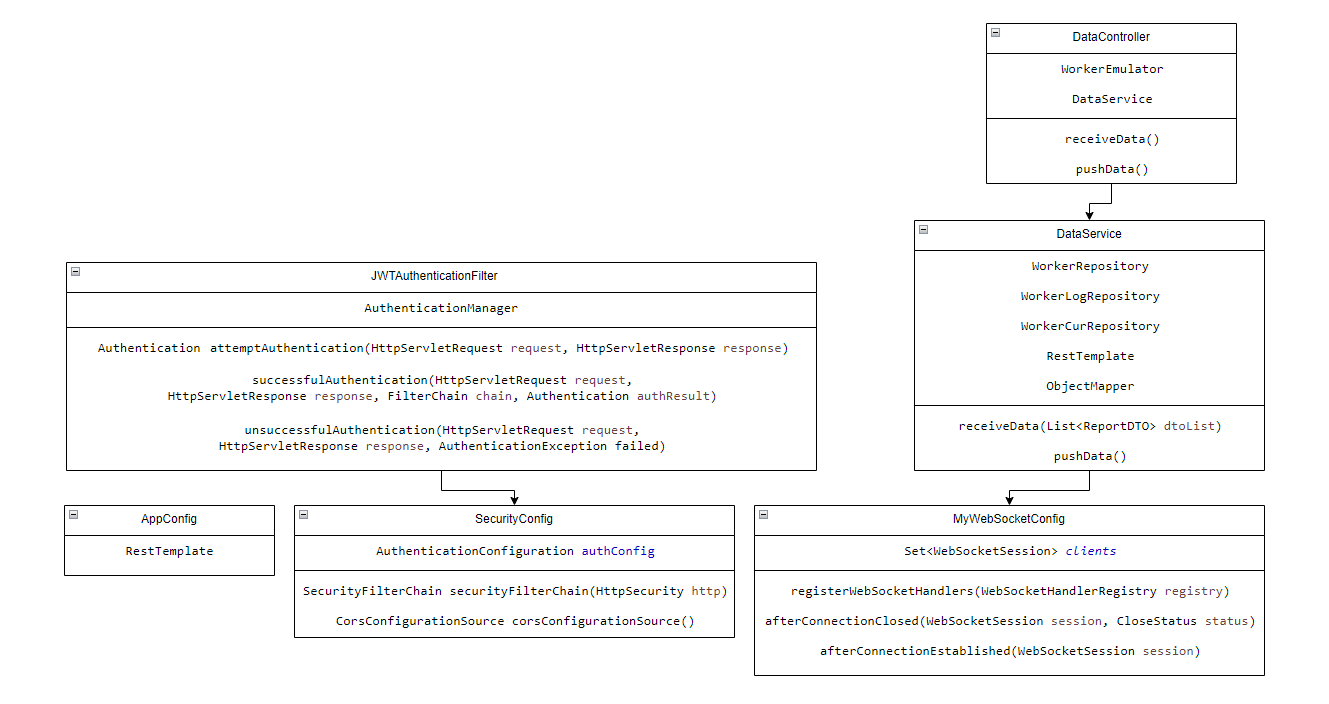 DataController
WorkerEmulator
DataService
receiveData()
pushData()
DataService
WorkerRepository
WorkerLogRepository
WorkerCurRepository
RestTemplate
ObjectMapper
receiveData(List<ReportDTO> dtoList)
pushData()
JWTAuthenticationFilter
AuthenticationManager
Authentication attemptAuthentication(HttpServletRequest request, HttpServletResponse response)
successfulAuthentication(HttpServletRequest request,
HttpServletResponse response, FilterChain chain, Authentication authResult)
unsuccessfulAuthentication(HttpServletRequest request,
HttpServletResponse response, AuthenticationException failed)
AppConfig
RestTemplate
SecurityConfig
AuthenticationConfiguration authConfig
SecurityFilterChain securityFilterChain(HttpSecurity http)
CorsConfigurationSource corsConfigurationSource()
MyWebSocketConfig
Set<WebSocketSession> clients
registerWebSocketHandlers(WebSocketHandlerRegistry registry)
afterConnectionClosed(WebSocketSession session, CloseStatus status)
afterConnectionEstablished(WebSocketSession session)